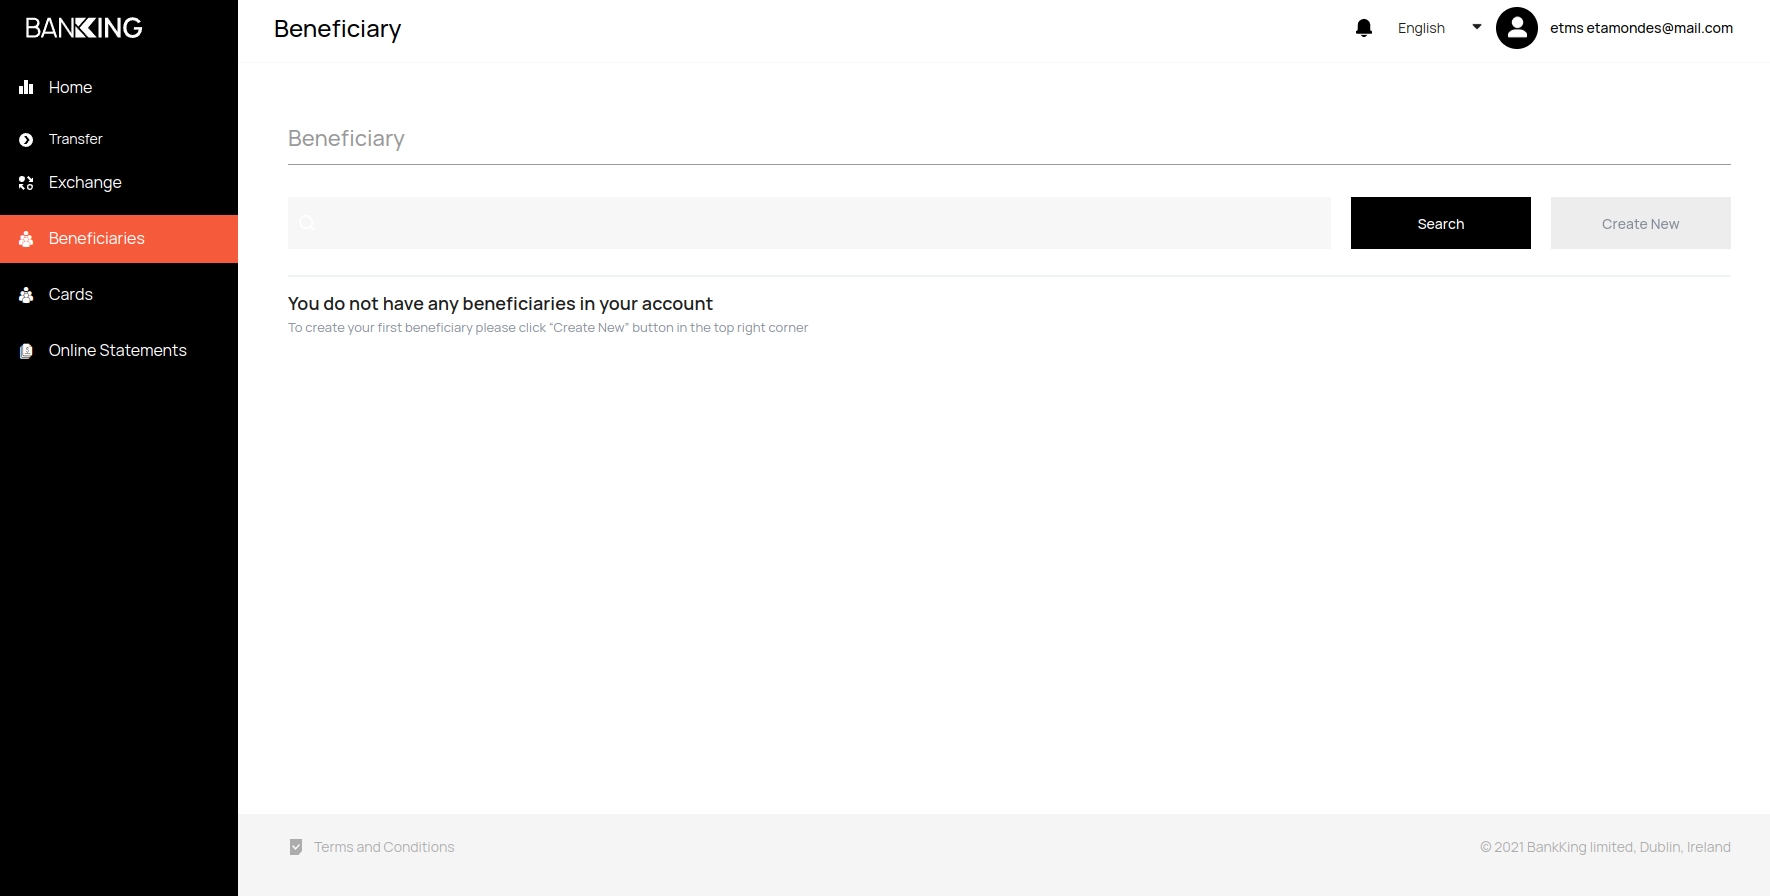 BANKKING
Beneficiary
English
etms etamondes@mail.com
Home
Transfer
Exchange
Beneficiaries
Cards
Online Statements
Beneficiary
Search
Create New
You do not have any beneficiaries in your account
To create your first beneficiary please click “Create New” button in the top right corner
Terms and Conditions
© 2021 BankKing limited, Dublin, Ireland